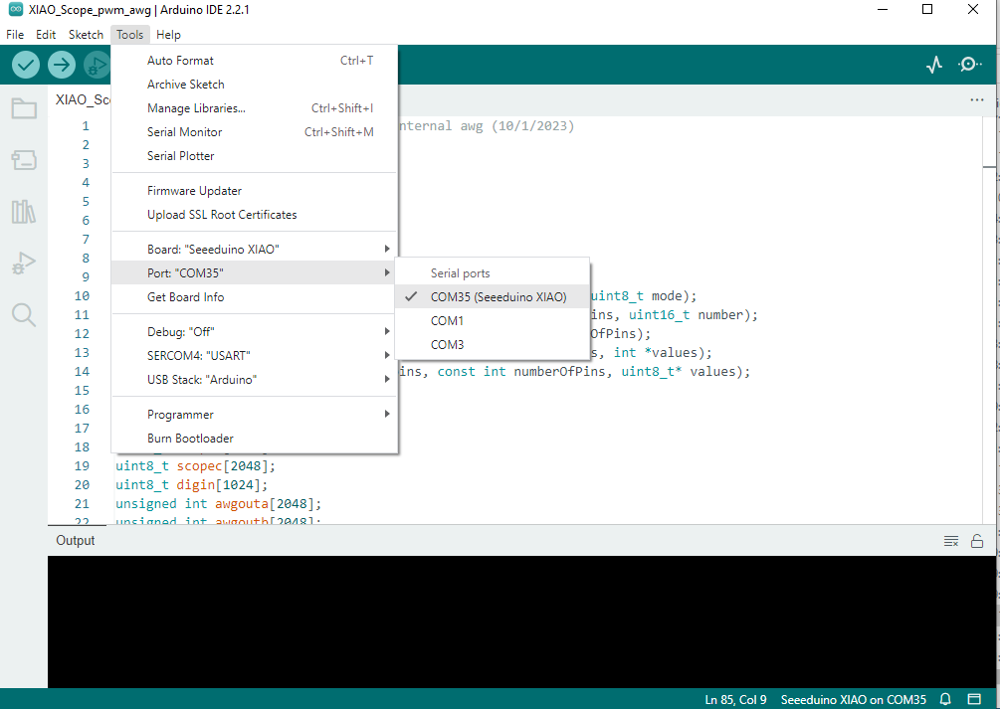 XIAO_Scope_pwm_awg | Arduino IDE 2.2.1
File Edit Sketch Tools Help
XIAO_Sc
Auto Format Ctrl+T
Archive Sketch
Manage Libraries... Ctrl+Shift+I
Serial Monitor Ctrl+Shift+M
Serial Plotter
Firmware Updater
Upload SSL Root Certificates
Board: "Seeeduino XIAO"
Port: "COM35"
Get Board Info
Debug: "Off"
SERCOM4: "USART"
USB Stack: "Arduino"
Programmer
Burn Bootloader
Serial ports
COM35 (Seeeduino XIAO)
COM1
COM3
1 nternal awg (10/1/2023)
2
3
4
5
6
7
8
9
10 uint8_t mode);
11 ins, uint16_t number);
12 OfPins);
13 s, int *values);
14 pins, const int numberOfPins, uint8_t* values);
15
16
17
18
19 uint8_t scopec[2048];
20 uint8_t digin[1024];
21 unsigned int awgouta[2048];
22 unsigned int awgoutb[2048];
Output
Ln 85, Col 9 Seeeduino XIAO on COM35